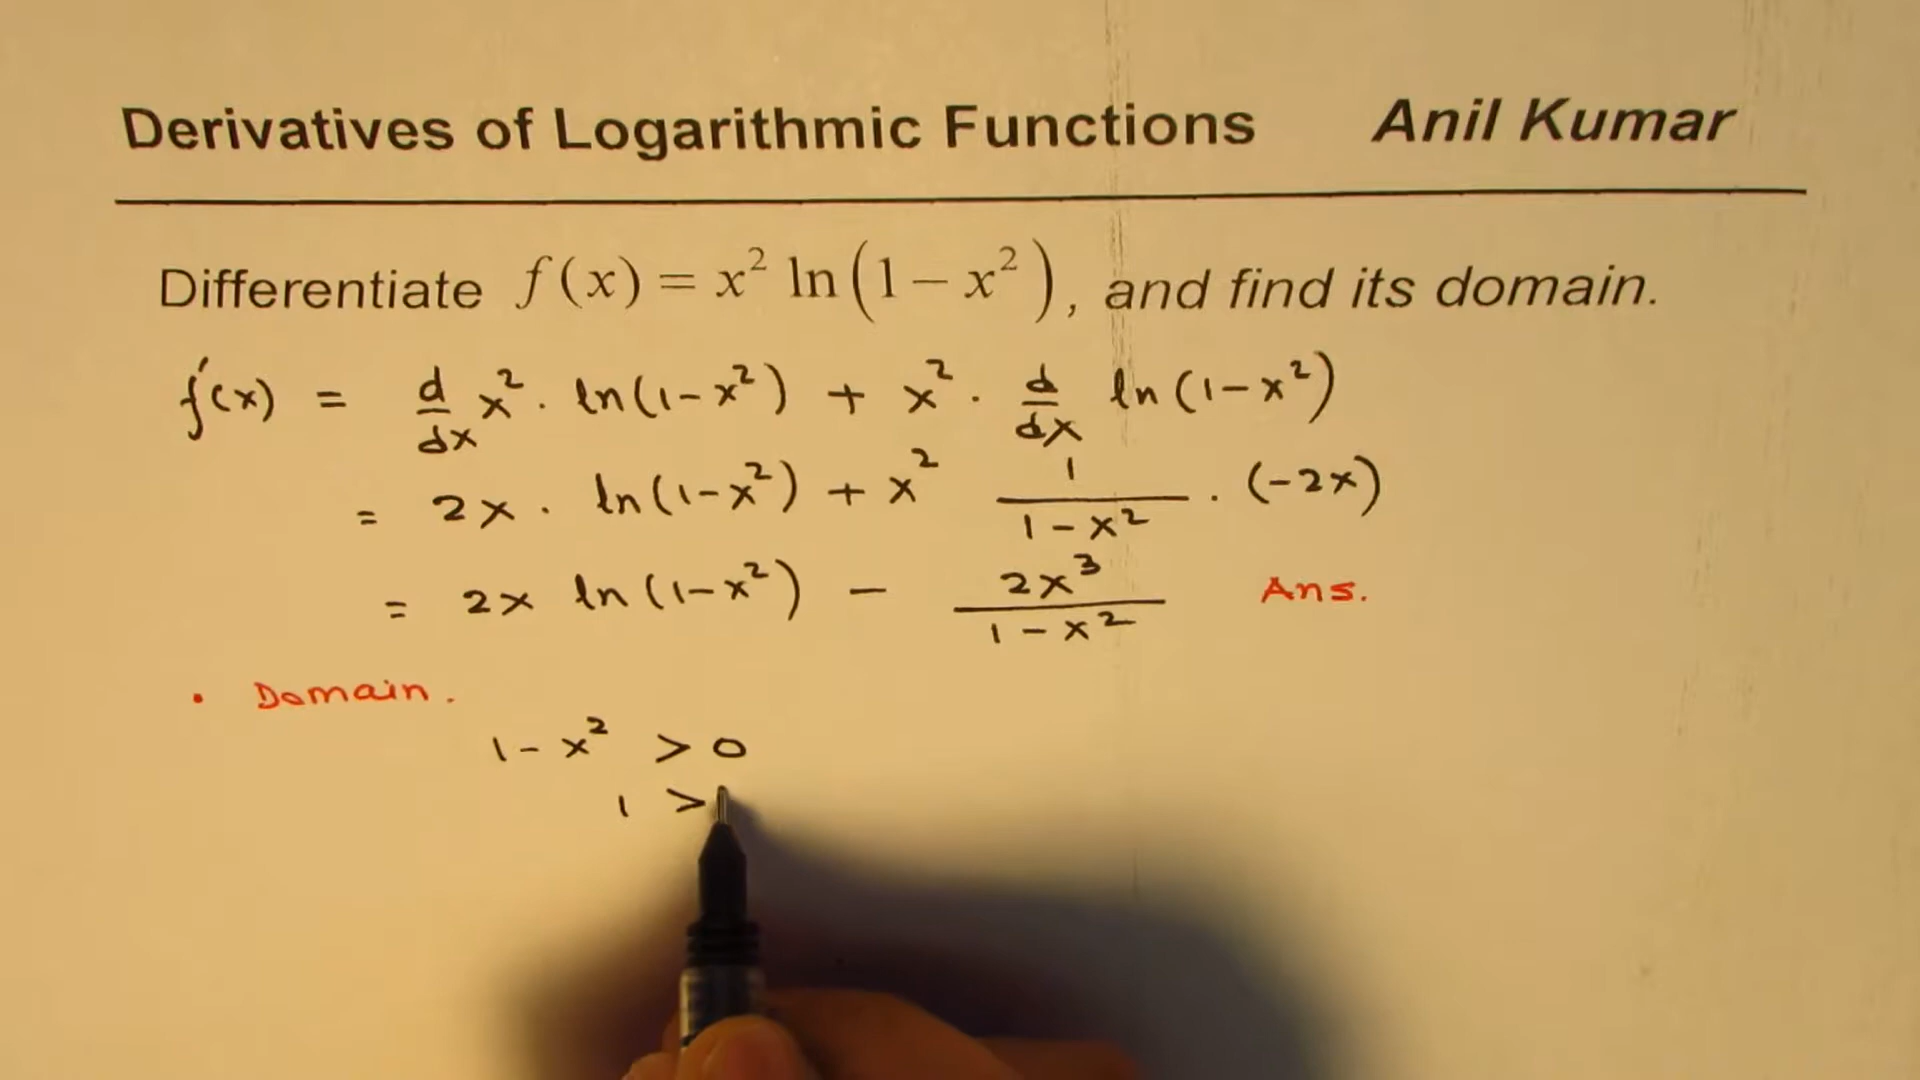 Derivatives of Logarithmic Functions Anil Kumar
Differentiate f(x) = x² ln(1 − x²), and find its domain.
f'(x) = d/dx x² · ln(1-x²) + x² · d/dx ln(1-x²)
= 2x · ln(1-x²) + x² 1/(1-x²) · (-2x)
= 2x ln(1-x²) − 2x³/(1-x²) Ans.
• Domain.
1 - x² > 0
1 >